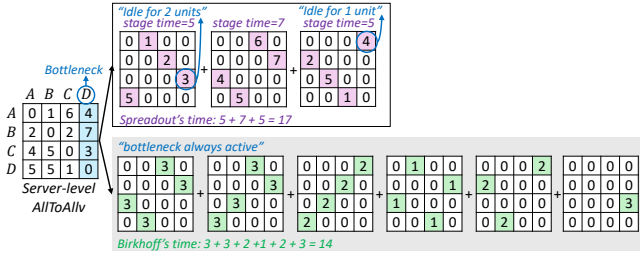 “Idle for 2 units”
stage time=5
stage time=7
“Idle for 1 unit”
stage time=5
0 1 0 0
0 0 2 0
0 0 0 3
5 0 0 0
+
0 0 6 0
0 0 0 7
4 0 0 0
0 5 0 0
+
0 0 0 4
2 0 0 0
0 5 0 0
0 0 1 0
Spreadout’s time: 5 + 7 + 5 = 17
Bottleneck
A B C D
A 0 1 6 4
B 2 0 2 7
C 4 5 0 3
D 5 5 1 0
Server-level
AllToAllv
“bottleneck always active”
0 0 3 0
0 0 0 3
3 0 0 0
0 3 0 0
+
0 0 3 0
0 0 0 3
0 3 0 0
3 0 0 0
+
0 0 0 2
0 0 2 0
0 2 0 0
2 0 0 0
+
0 1 0 0
0 0 0 1
1 0 0 0
0 0 1 0
+
0 0 0 2
2 0 0 0
0 0 0 0
0 2 0 0
+
0 0 0 0
0 0 0 0
0 0 0 3
0 0 0 0
Birkhoff’s time: 3 + 3 + 2 +1 + 2 + 3 = 14